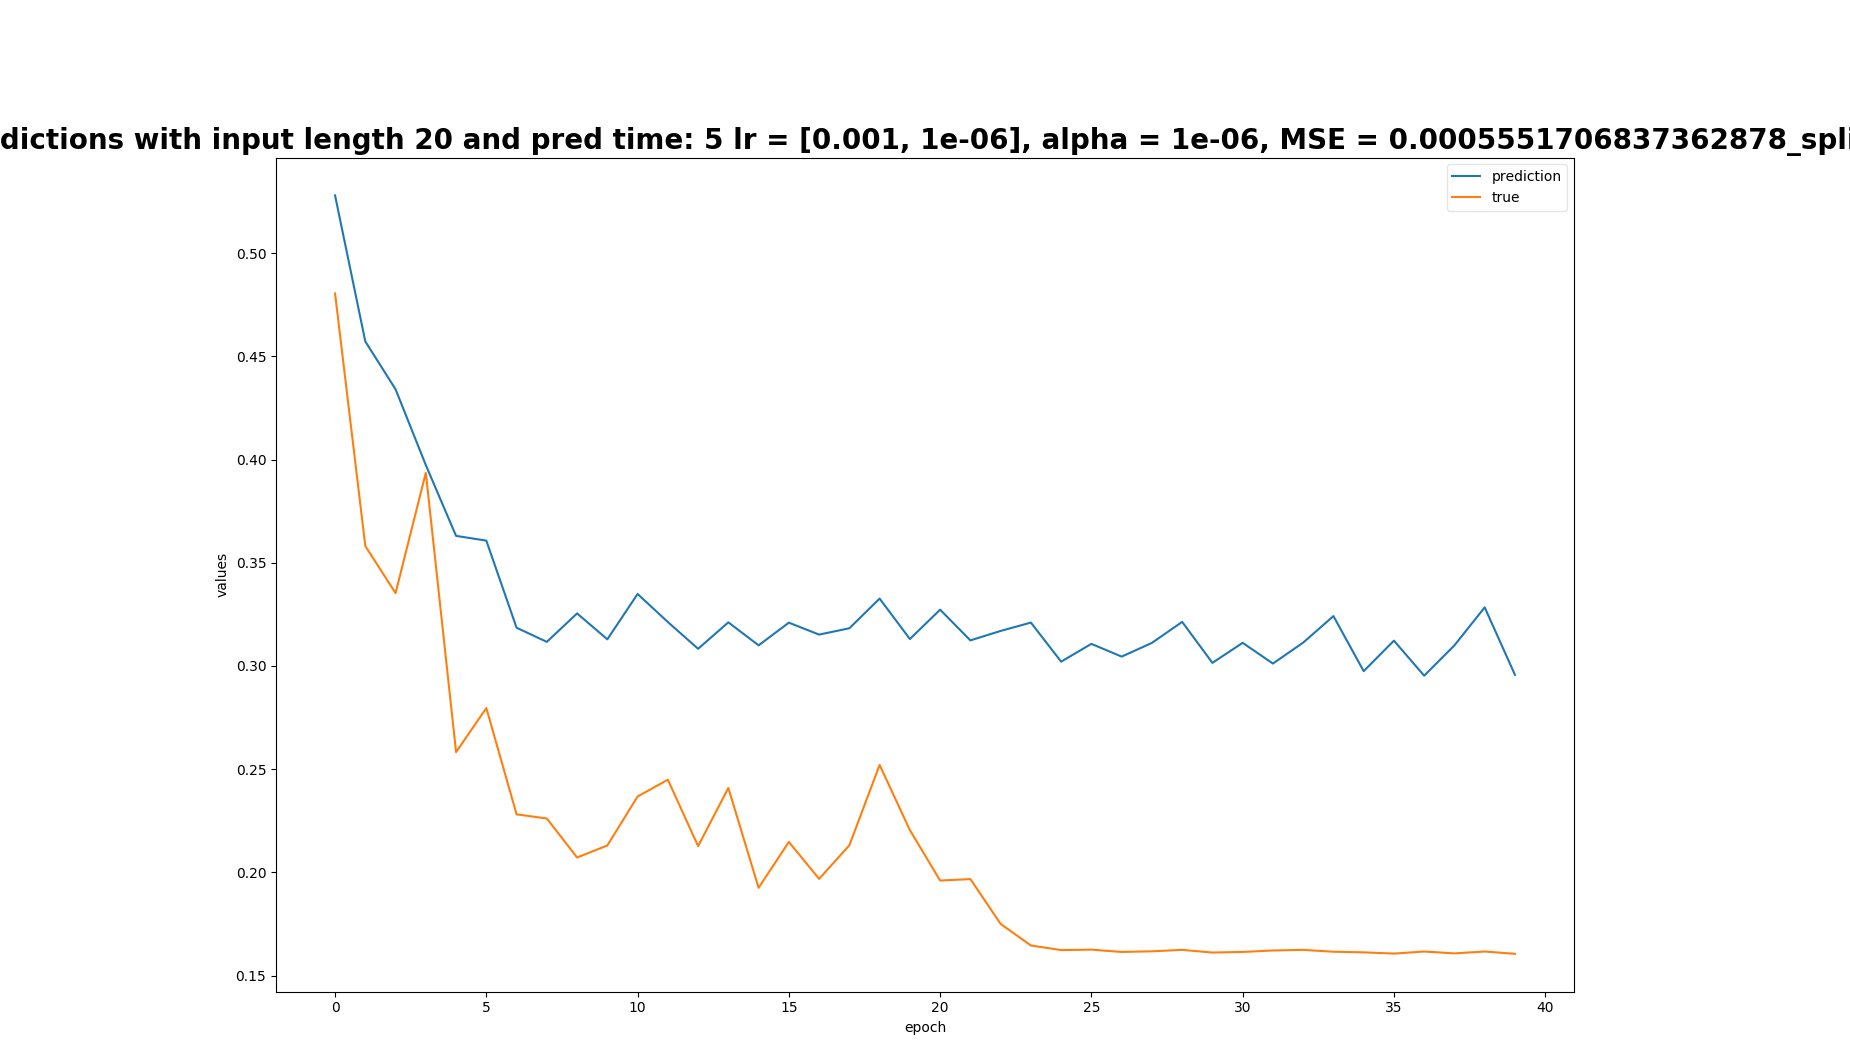 dictions with input length 20 and pred time: 5 lr = [0.001, 1e-06], alpha = 1e-06, MSE = 0.0005551706837362878_spli
prediction
true
values
0.50
0.45
0.40
0.35
0.30
0.25
0.20
0.15
0 5 10 15 20 25 30 35 40
epoch